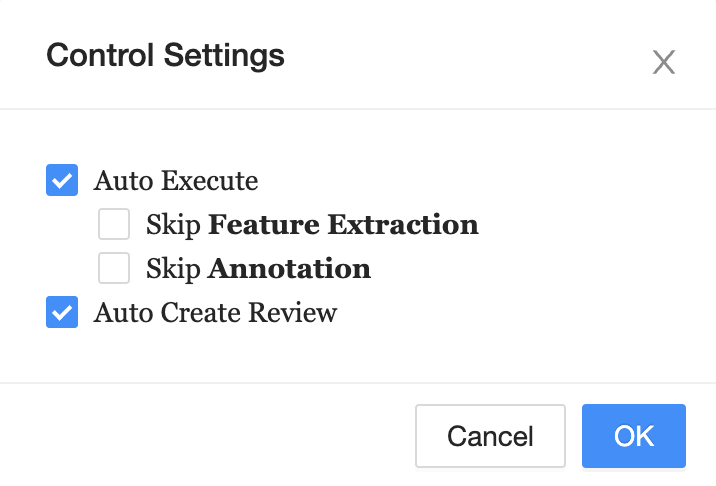 Control Settings
Auto Execute
Skip Feature Extraction
Skip Annotation
Auto Create Review
Cancel
OK